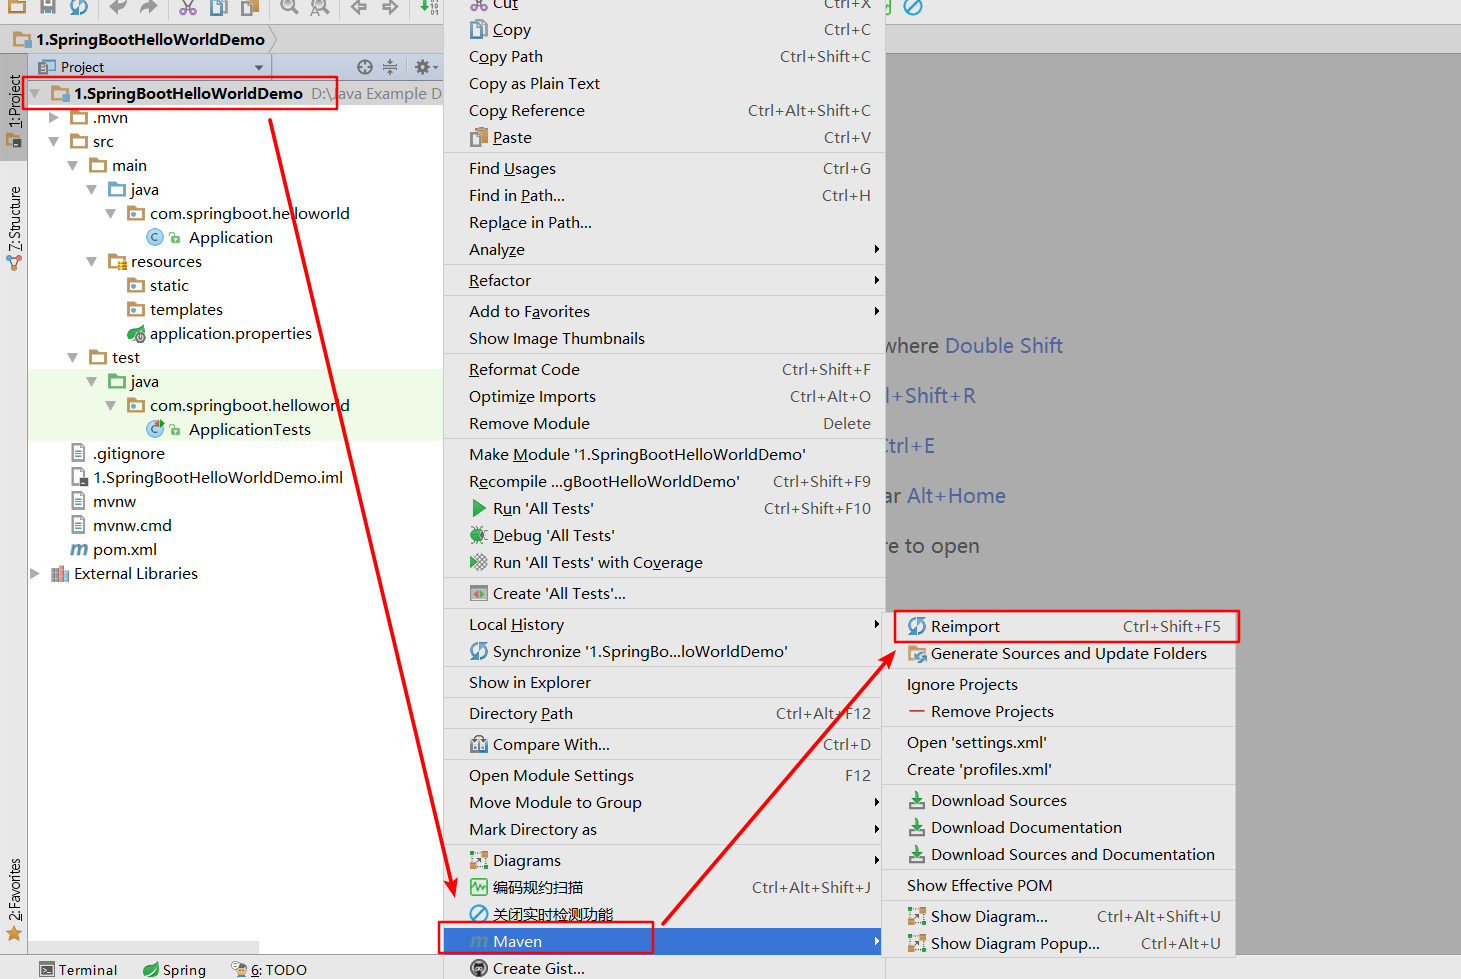 1.SpringBootHelloWorldDemo
Project
1: Project
7: Structure
2: Favorites
1.SpringBootHelloWorldDemo D:\Java Example D
.mvn
src
main
java
com.springboot.helloworld
Application
resources
static
templates
application.properties
test
java
com.springboot.helloworld
ApplicationTests
.gitignore
1.SpringBootHelloWorldDemo.iml
mvnw
mvnw.cmd
pom.xml
External Libraries
Cut Ctrl+X
Copy Ctrl+C
Copy Path Ctrl+Shift+C
Copy as Plain Text
Copy Reference Ctrl+Alt+Shift+C
Paste Ctrl+V
Find Usages Ctrl+G
Find in Path... Ctrl+H
Replace in Path...
Analyze
Refactor
Add to Favorites
Show Image Thumbnails
Reformat Code Ctrl+Shift+F
Optimize Imports Ctrl+Alt+O
Remove Module Delete
Make Module '1.SpringBootHelloWorldDemo'
Recompile ...gBootHelloWorldDemo' Ctrl+Shift+F9
Run 'All Tests' Ctrl+Shift+F10
Debug 'All Tests'
Run 'All Tests' with Coverage
Create 'All Tests'...
Local History
Synchronize '1.SpringBo...loWorldDemo'
Show in Explorer
Directory Path Ctrl+Alt+F12
Compare With... Ctrl+D
Open Module Settings F12
Move Module to Group
Mark Directory as
Diagrams
编码规约扫描 Ctrl+Alt+Shift+J
关闭实时检测功能
Maven
Create Gist...
where Double Shift
l+Shift+R
Ctrl+E
ar Alt+Home
re to open
Reimport Ctrl+Shift+F5
Generate Sources and Update Folders
Ignore Projects
Remove Projects
Open 'settings.xml'
Create 'profiles.xml'
Download Sources
Download Documentation
Download Sources and Documentation
Show Effective POM
Show Diagram... Ctrl+Alt+Shift+U
Show Diagram Popup... Ctrl+Alt+U
Terminal Spring 6: TODO